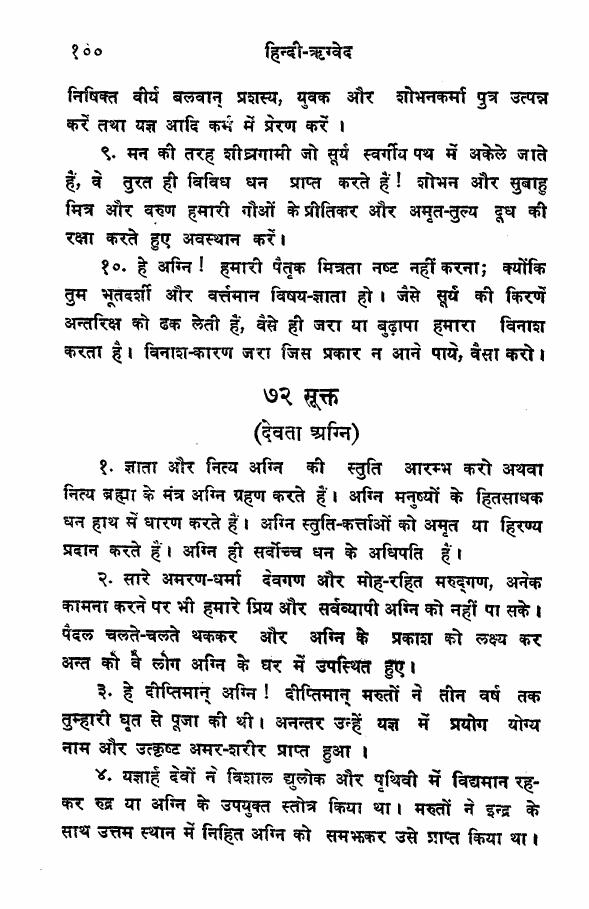 १०० हिन्दी-ऋग्वेद
निषिक्त वीर्य बलवान् प्रशस्य, युवक और शोभनकर्मा पुत्र उत्पन्न
करें तथा यज्ञ आदि कर्म में प्रेरण करें ।
९. मन की तरह शीघ्रगामी जो सूर्य स्वर्गीय पथ में अकेले जाते
हैं, वे तुरत ही विविध धन प्राप्त करते हैं! शोभन और सुबाहु
मित्र और वरुण हमारी गौओं के प्रीतिकर और अमृत-तुल्य दूध की
रक्षा करते हुए अवस्थान करें।
१०. हे अग्नि! हमारी पैतृक मित्रता नष्ट नहीं करना; क्योंकि
तुम भूतदर्शी और वर्त्तमान विषय-ज्ञाता हो। जैसे सूर्य की किरणें
अन्तरिक्ष को ढक लेती हैं, वैसे ही जरा या बुढ़ापा हमारा विनाश
करता है। विनाश-कारण जरा जिस प्रकार न आने पाये, वैसा करो।
७२ सूक्त
(देवता अग्नि)
१. ज्ञाता और नित्य अग्नि की स्तुति आरम्भ करो अथवा
नित्य ब्रह्मा के मंत्र अग्नि ग्रहण करते हैं। अग्नि मनुष्यों के हितसाधक
धन हाथ में धारण करते हैं। अग्नि स्तुति-कर्त्ताओं को अमृत या हिरण्य
प्रदान करते हैं। अग्नि ही सर्वोच्च धन के अधिपति हैं।
२. सारे अमरण-धर्मा देवगण और मोह-रहित मरुद्गण, अनेक
कामना करने पर भी हमारे प्रिय और सर्वव्यापी अग्नि को नहीं पा सके।
पैदल चलते-चलते थककर और अग्नि के प्रकाश को लक्ष्य कर
अन्त को वे लोग अग्नि के घर में उपस्थित हुए।
३. हे दीप्तिमान् अग्नि! दीप्तिमान् मरुतों ने तीन वर्ष तक
तुम्हारी घृत से पूजा की थी। अनन्तर उन्हें यज्ञ में प्रयोग योग्य
नाम और उत्कृष्ट अमर-शरीर प्राप्त हुआ ।
४. यज्ञार्ह देवों ने विशाल द्युलोक और पृथिवी में विद्यमान रह-
कर रुद्र या अग्नि के उपयुक्त स्तोत्र किया था। मरुतों ने इन्द्र के
साथ उत्तम स्थान में निहित अग्नि को समझकर उसे प्राप्त किया था।